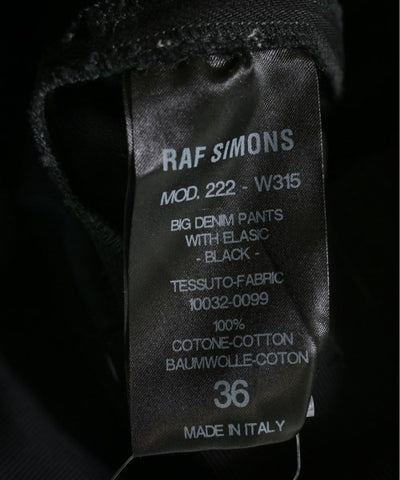 RAF SIMONS
MOD. 222 - W315
BIG DENIM PANTS
WITH ELASIC
- BLACK -
TESSUTO-FABRIC
10032-0099
100%
COTONE-COTTON
BAUMWOLLE-COTON
36
MADE IN ITALY